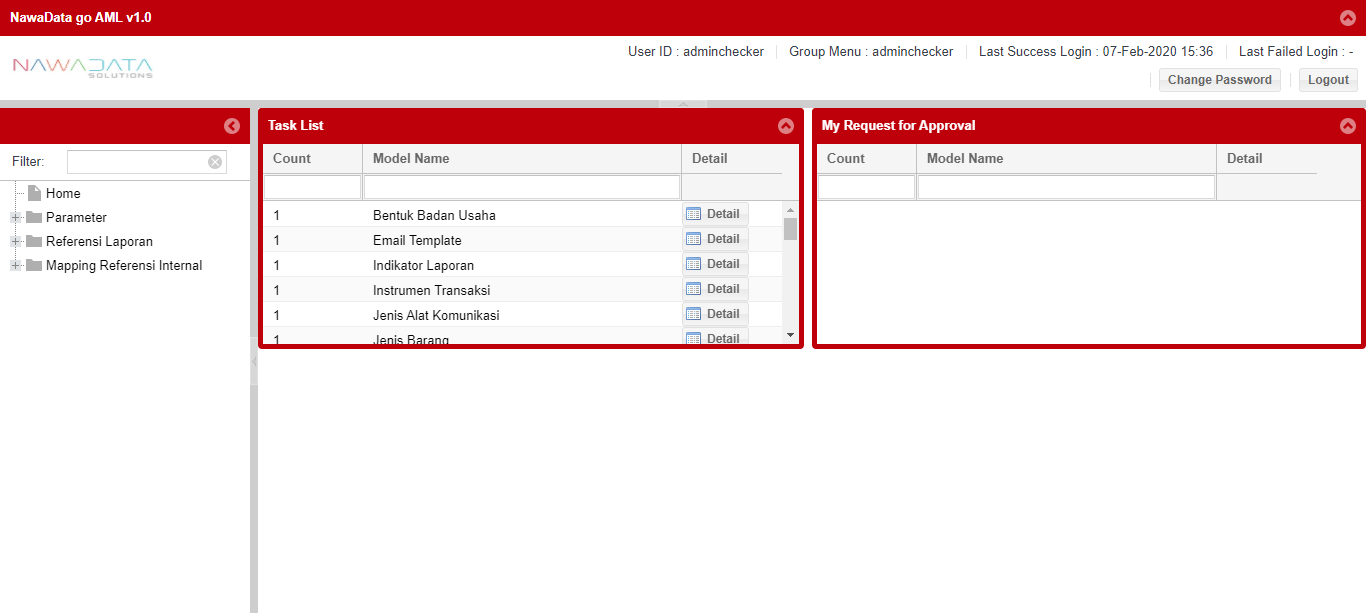 NawaData go AML v1.0
NAWADATA
SOLUTIONS
User ID : adminchecker
Group Menu : adminchecker
Last Success Login : 07-Feb-2020 15:36
Last Failed Login : -
Change Password
Logout
Filter:
Home
Parameter
Referensi Laporan
Mapping Referensi Internal
Task List
Count Model Name Detail
1 Bentuk Badan Usaha Detail
1 Email Template Detail
1 Indikator Laporan Detail
1 Instrumen Transaksi Detail
1 Jenis Alat Komunikasi Detail
1 Jenis Barang Detail
My Request for Approval
Count Model Name Detail